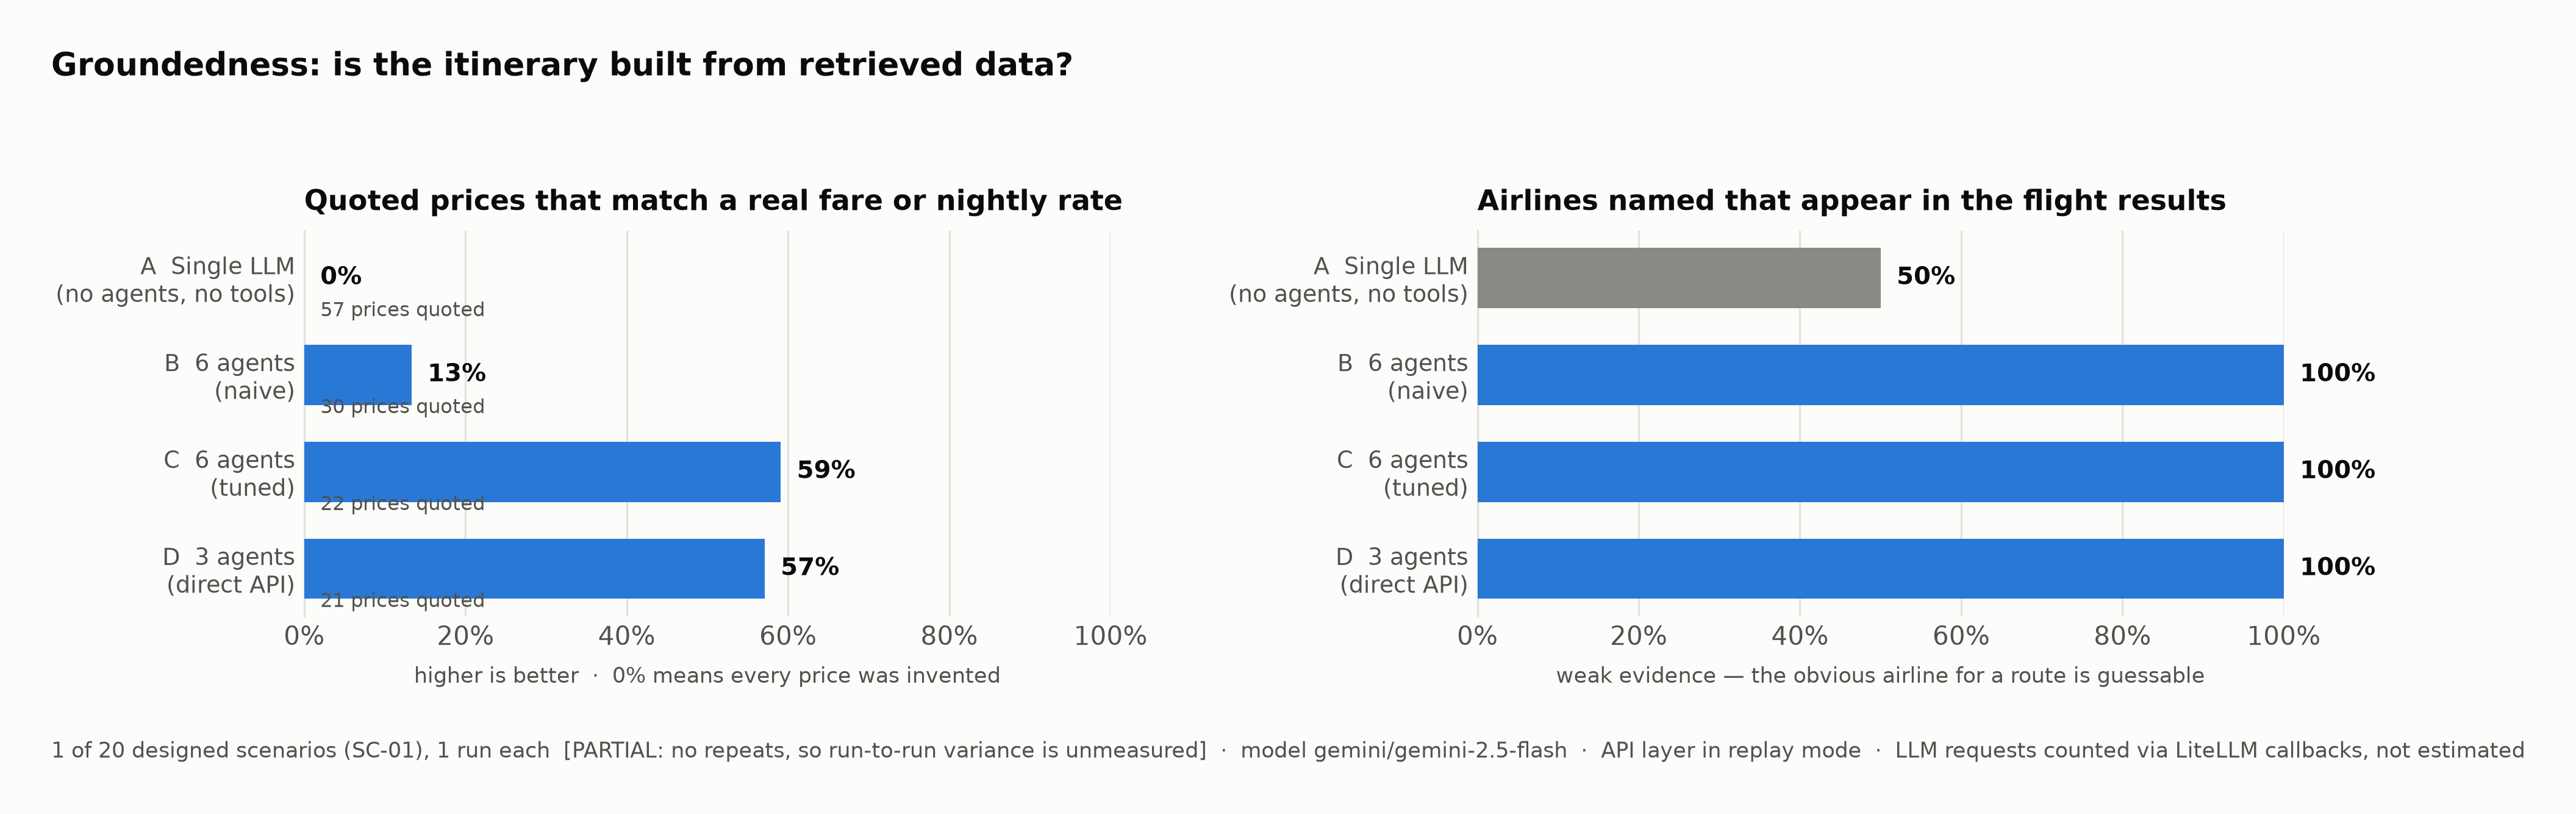 Groundedness: is the itinerary built from retrieved data?
Quoted prices that match a real fare or nightly rate
A  Single LLM
(no agents, no tools)
0%
57 prices quoted
B  6 agents
(naive)
13%
30 prices quoted
C  6 agents
(tuned)
59%
22 prices quoted
D  3 agents
(direct API)
57%
21 prices quoted
0% 20% 40% 60% 80% 100%
higher is better  ·  0% means every price was invented
Airlines named that appear in the flight results
A  Single LLM
(no agents, no tools)
50%
B  6 agents
(naive)
100%
C  6 agents
(tuned)
100%
D  3 agents
(direct API)
100%
0% 20% 40% 60% 80% 100%
weak evidence — the obvious airline for a route is guessable
1 of 20 designed scenarios (SC-01), 1 run each  [PARTIAL: no repeats, so run-to-run variance is unmeasured]  ·  model gemini/gemini-2.5-flash  ·  API layer in replay mode  ·  LLM requests counted via LiteLLM callbacks, not estimated